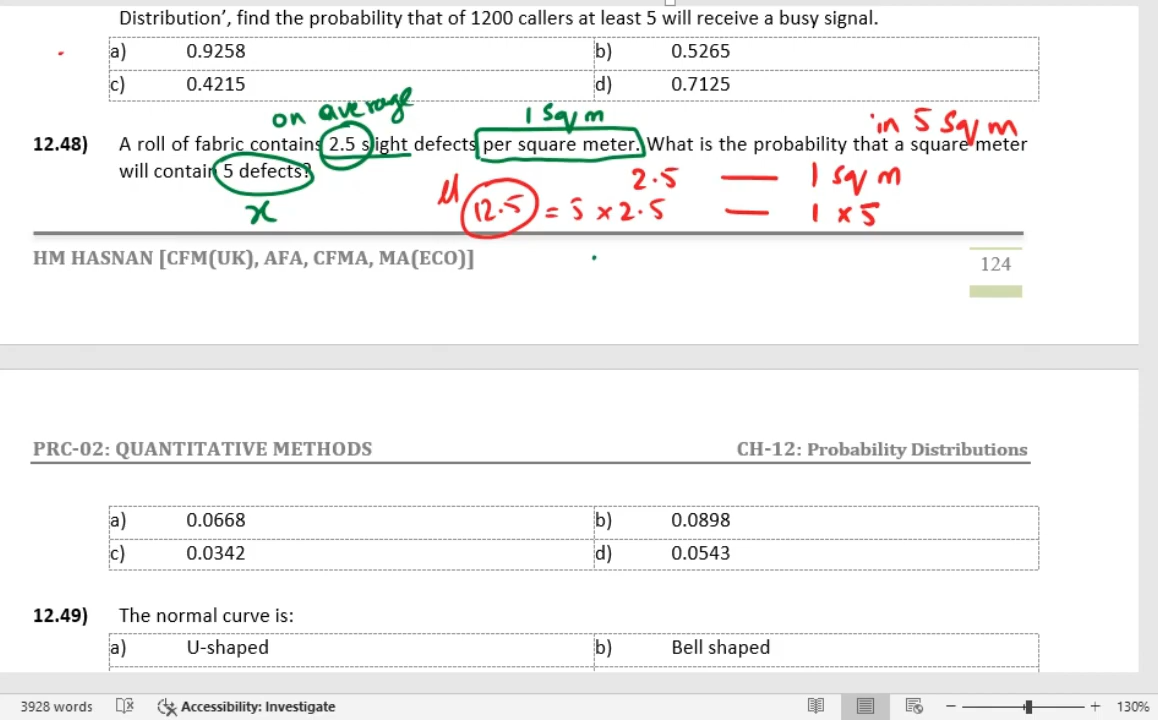 Distribution’, find the probability that of 1200 callers at least 5 will receive a busy signal.
a) 0.9258 b) 0.5265
c) 0.4215 d) 0.7125
on average 1 Sq m in 5 Sq m
12.48) A roll of fabric contains 2.5 slight defects per square meter. What is the probability that a square meter
will contain 5 defects?
2.5 — 1 sq m
x μ 12.5 = 5 × 2.5 — 1 × 5
HM HASNAN [CFM(UK), AFA, CFMA, MA(ECO)]
124
PRC-02: QUANTITATIVE METHODS CH-12: Probability Distributions
a) 0.0668 b) 0.0898
c) 0.0342 d) 0.0543
12.49) The normal curve is:
a) U-shaped b) Bell shaped
3928 words Accessibility: Investigate 130%